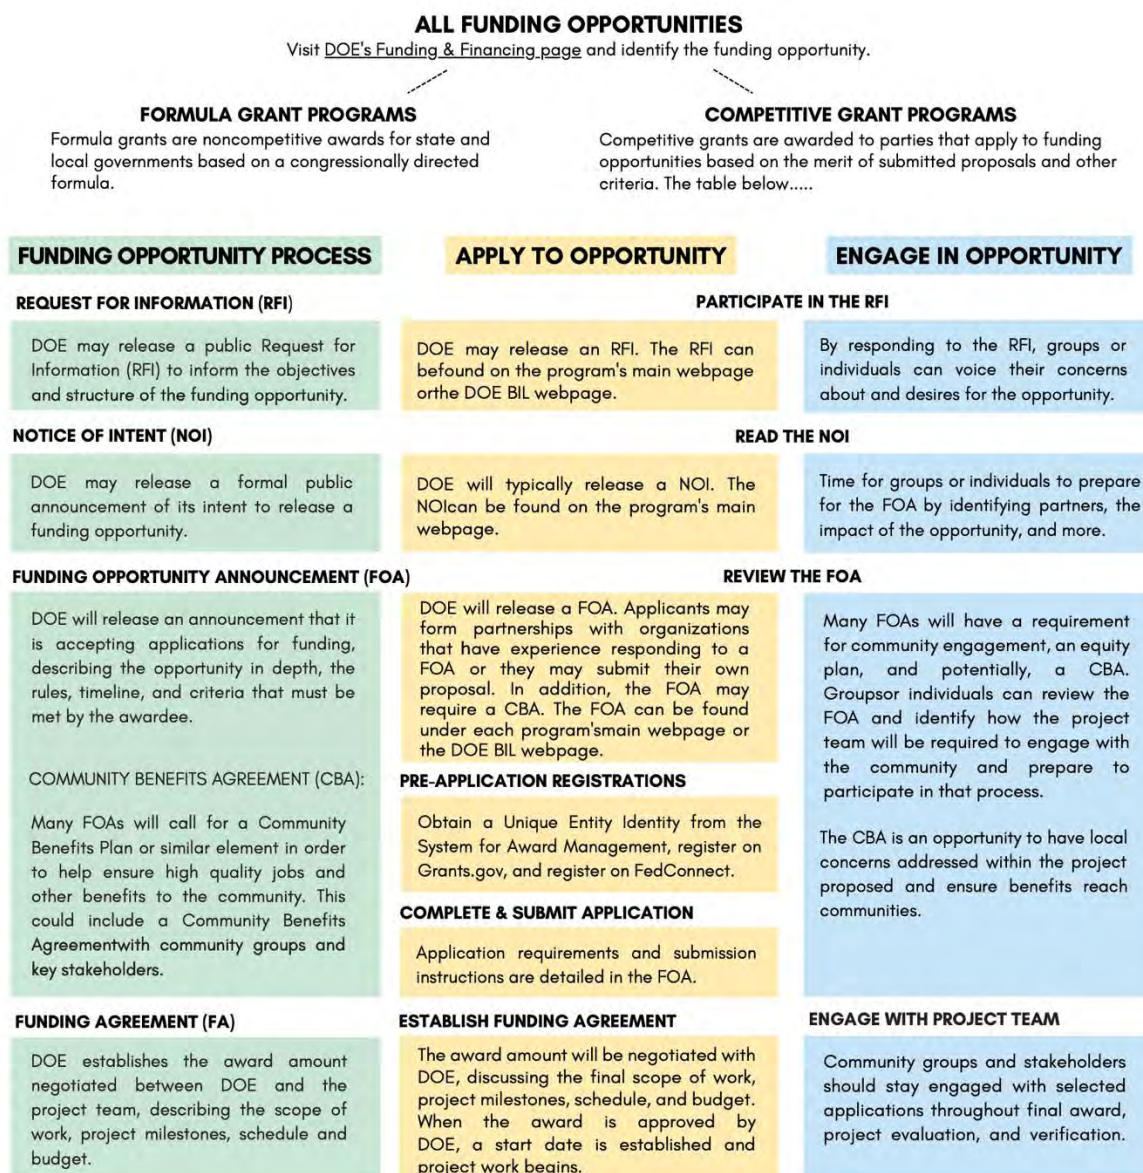 ALL FUNDING OPPORTUNITIES
Visit DOE's Funding & Financing page and identify the funding opportunity.
FORMULA GRANT PROGRAMS
Formula grants are noncompetitive awards for state and
local governments based on a congressionally directed
formula.
COMPETITIVE GRANT PROGRAMS
Competitive grants are awarded to parties that apply to funding
opportunities based on the merit of submitted proposals and other
criteria. The table below.....
FUNDING OPPORTUNITY PROCESS
APPLY TO OPPORTUNITY
ENGAGE IN OPPORTUNITY
REQUEST FOR INFORMATION (RFI)
PARTICIPATE IN THE RFI
DOE may release a public Request for
Information (RFI) to inform the objectives
and structure of the funding opportunity.
DOE may release an RFI. The RFI can
befound on the program's main webpage
orthe DOE BIL webpage.
By responding to the RFI, groups or
individuals can voice their concerns
about and desires for the opportunity.
NOTICE OF INTENT (NOI)
READ THE NOI
DOE may release a formal public
announcement of its intent to release a
funding opportunity.
DOE will typically release a NOI. The
NOIcan be found on the program's main
webpage.
Time for groups or individuals to prepare
for the FOA by identifying partners, the
impact of the opportunity, and more.
FUNDING OPPORTUNITY ANNOUNCEMENT (FOA)
REVIEW THE FOA
DOE will release an announcement that it
is accepting applications for funding,
describing the opportunity in depth, the
rules, timeline, and criteria that must be
met by the awardee.
COMMUNITY BENEFITS AGREEMENT (CBA):
Many FOAs will call for a Community
Benefits Plan or similar element in order
to help ensure high quality jobs and
other benefits to the community. This
could include a Community Benefits
Agreementwith community groups and
key stakeholders.
DOE will release a FOA. Applicants may
form partnerships with organizations
that have experience responding to a
FOA or they may submit their own
proposal. In addition, the FOA may
require a CBA. The FOA can be found
under each program'smain webpage or
the DOE BIL webpage.
PRE-APPLICATION REGISTRATIONS
Obtain a Unique Entity Identity from the
System for Award Management, register on
Grants.gov, and register on FedConnect.
COMPLETE & SUBMIT APPLICATION
Application requirements and submission
instructions are detailed in the FOA.
Many FOAs will have a requirement
for community engagement, an equity
plan, and potentially, a CBA.
Groupsor individuals can review the
FOA and identify how the project
team will be required to engage with
the community and prepare to
participate in that process.
The CBA is an opportunity to have local
concerns addressed within the project
proposed and ensure benefits reach
communities.
FUNDING AGREEMENT (FA)
ESTABLISH FUNDING AGREEMENT
ENGAGE WITH PROJECT TEAM
DOE establishes the award amount
negotiated between DOE and the
project team, describing the scope of
work, project milestones, schedule and
budget.
The award amount will be negotiated with
DOE, discussing the final scope of work,
project milestones, schedule, and budget.
When the award is approved by
DOE, a start date is established and
project work begins.
Community groups and stakeholders
should stay engaged with selected
applications throughout final award,
project evaluation, and verification.